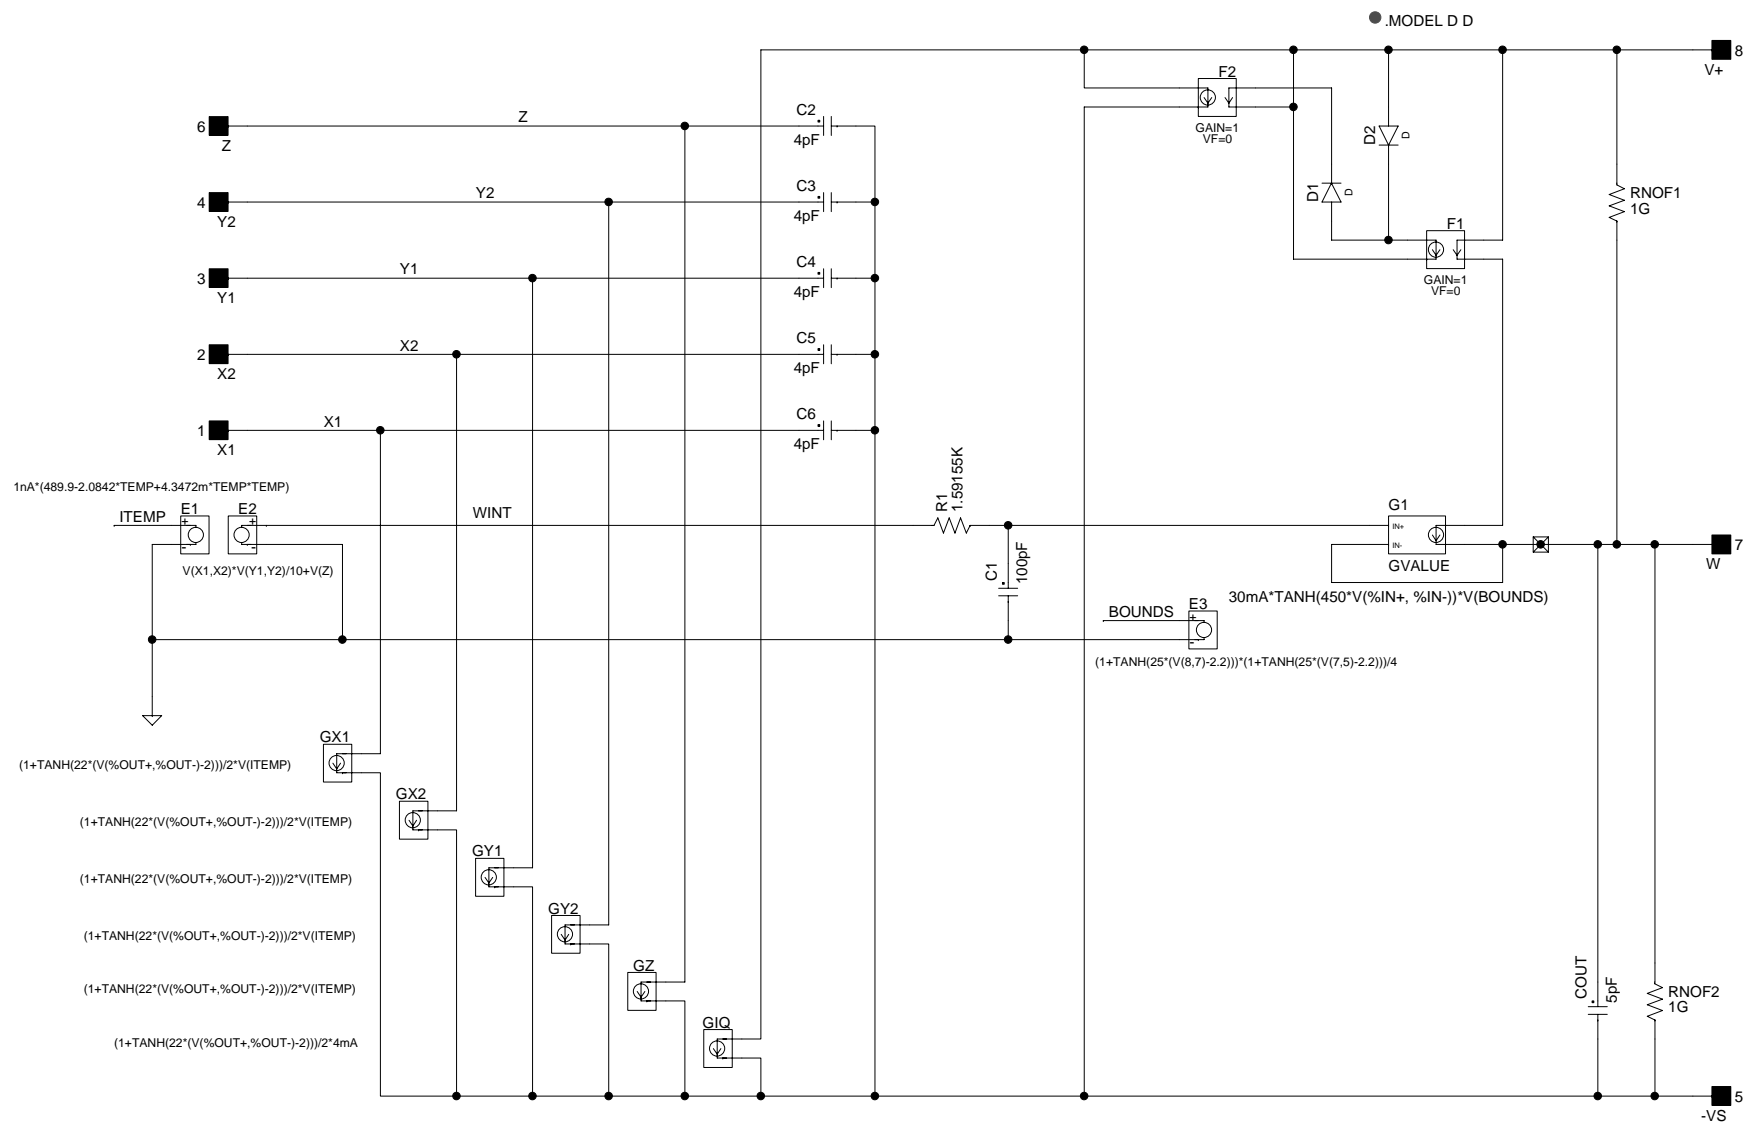 .MODEL D D
8
V+
F2
GAIN=1
VF=0
D2
D
D1
D
RNOF1
1G
F1
GAIN=1
VF=0
6
Z
Z
C2
4pF
4
Y2
Y2
C3
4pF
3
Y1
Y1
C4
4pF
2
X2
X2
C5
4pF
1
X1
X1
C6
4pF
1nA*(489.9-2.0842*TEMP+4.3472m*TEMP*TEMP)
ITEMP
E1
+
-
E2
+
-
WINT
V(X1,X2)*V(Y1,Y2)/10+V(Z)
R1
1.59155K
C1
100pF
G1
IN+
IN-
GVALUE
30mA*TANH(450*V(%IN+, %IN-))*V(BOUNDS)
7
W
BOUNDS
E3
+
-
(1+TANH(25*(V(8,7)-2.2)))*(1+TANH(25*(V(7,5)-2.2)))/4
GX1
(1+TANH(22*(V(%OUT+,%OUT-)-2)))/2*V(ITEMP)
GX2
(1+TANH(22*(V(%OUT+,%OUT-)-2)))/2*V(ITEMP)
GY1
(1+TANH(22*(V(%OUT+,%OUT-)-2)))/2*V(ITEMP)
GY2
(1+TANH(22*(V(%OUT+,%OUT-)-2)))/2*V(ITEMP)
GZ
(1+TANH(22*(V(%OUT+,%OUT-)-2)))/2*V(ITEMP)
GIQ
(1+TANH(22*(V(%OUT+,%OUT-)-2)))/2*4mA
COUT
5pF
RNOF2
1G
5
-VS